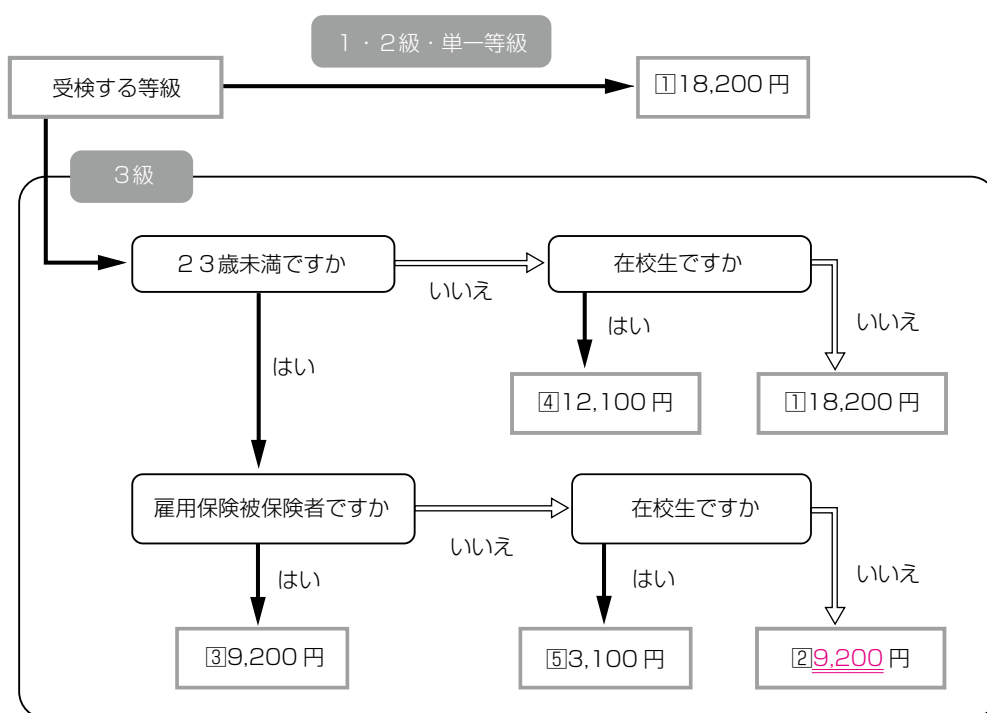 １・２級・単一等級
受検する等級
1 18,200円
３級
２３歳未満ですか
いいえ
在校生ですか
はい
はい
いいえ
4 12,100円
1 18,200円
雇用保険被保険者ですか
いいえ
在校生ですか
はい
はい
いいえ
3 9,200円
5 3,100円
2 9,200円